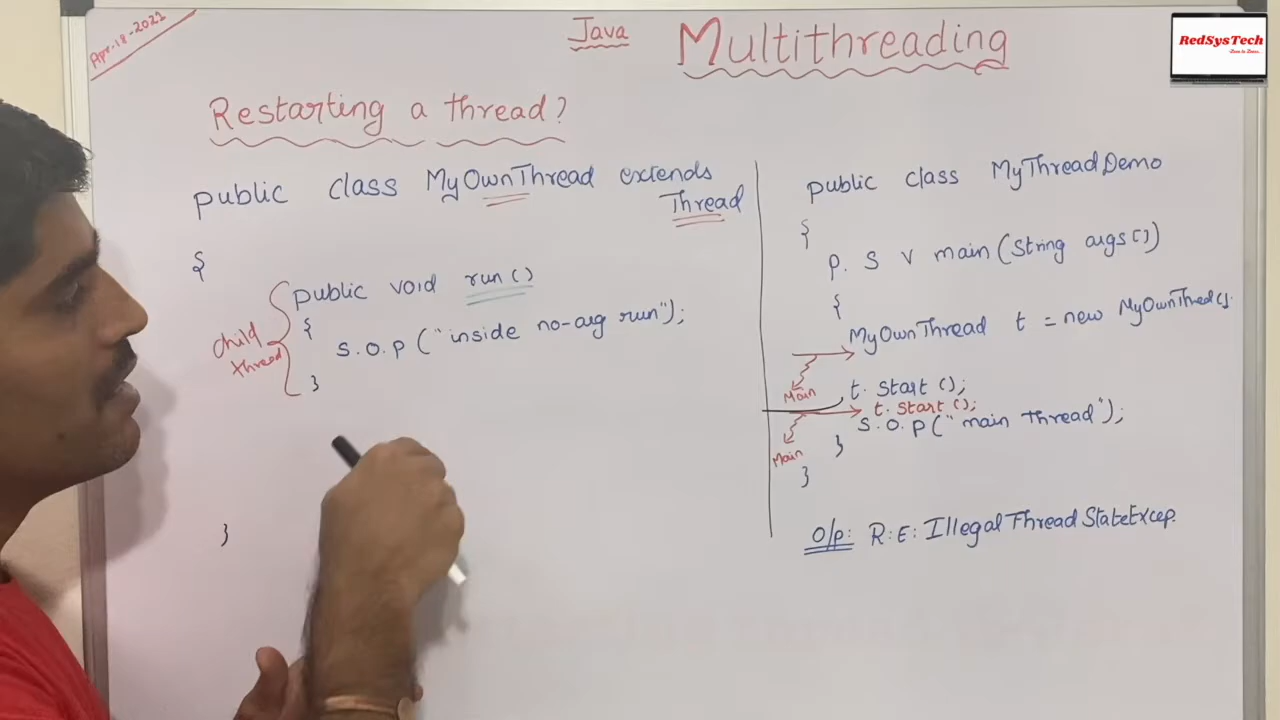 Apr-18-2021
Java Multithreading
RedSysTech
Restarting a thread?
public class MyOwnThread extends
Thread
{
public void run()
{
S.O.P ("inside no-arg run");
}
child
thread
}
public class MyThreadDemo
{
P. S V main (String args[])
{
MyOwnThread t = new MyOwnThred();
Main
t. Start ();
t. Start ();
S.O.P ("main thread");
Main
}
}
O/p: R:E: IllegalThreadStateExcep.